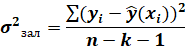 σ²зал = ∑(yᵢ − ŷ(xᵢ))² / n − k − 1